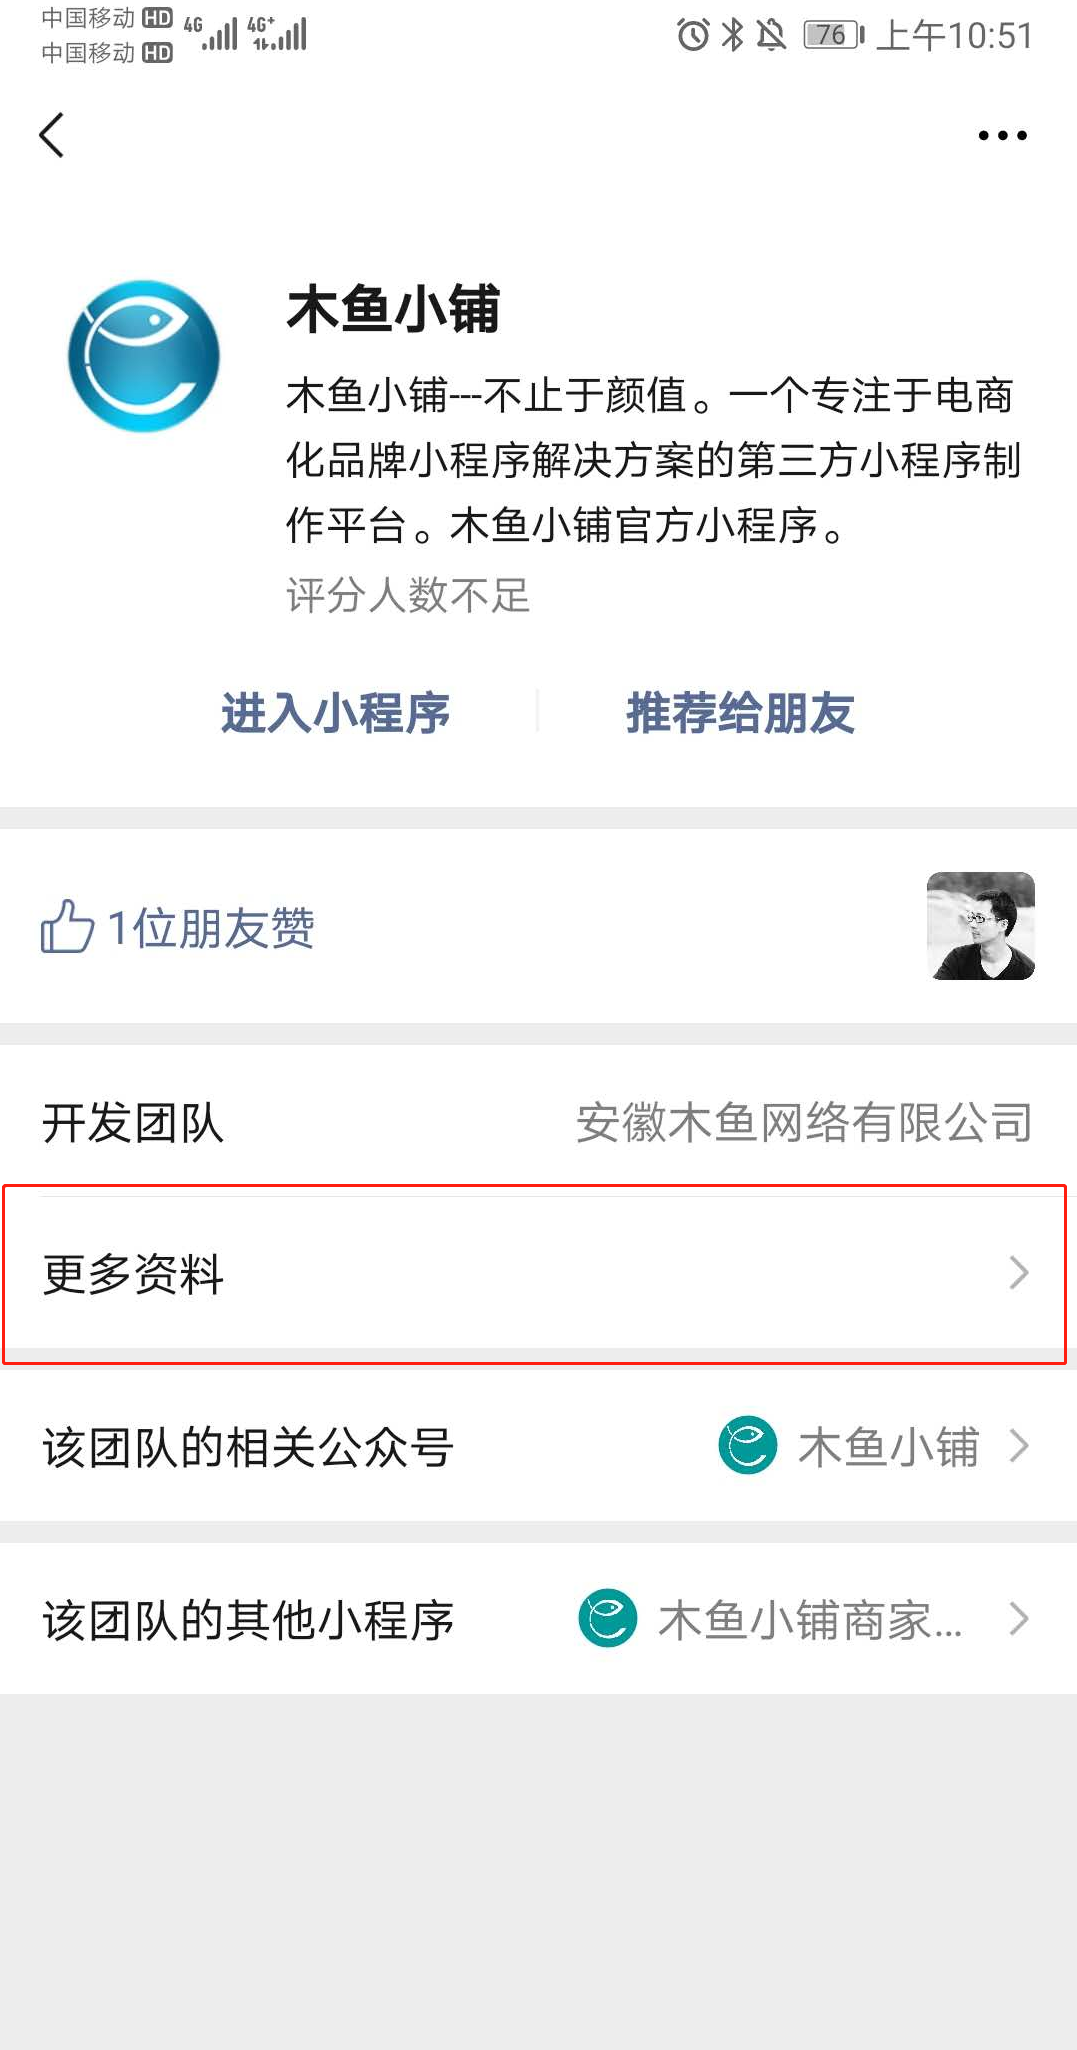 中国移动 HD 4G 4G+
中国移动 HD
76 上午10:51
木鱼小铺
木鱼小铺---不止于颜值。一个专注于电商
化品牌小程序解决方案的第三方小程序制
作平台。木鱼小铺官方小程序。
评分人数不足
进入小程序 推荐给朋友
1位朋友赞
开发团队 安徽木鱼网络有限公司
更多资料
该团队的相关公众号 木鱼小铺
该团队的其他小程序 木鱼小铺商家...